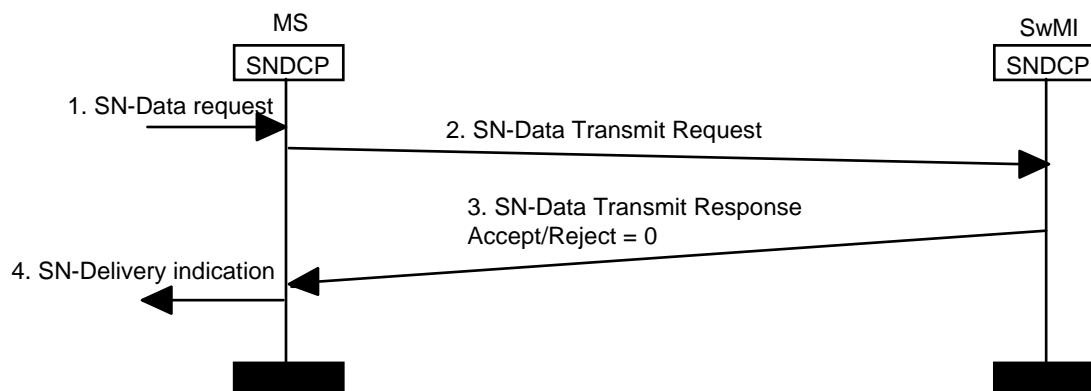 MS
SwMI
SNDCP
SNDCP
1. SN-Data request
2. SN-Data Transmit Request
3. SN-Data Transmit Response
Accept/Reject = 0
4. SN-Delivery indication